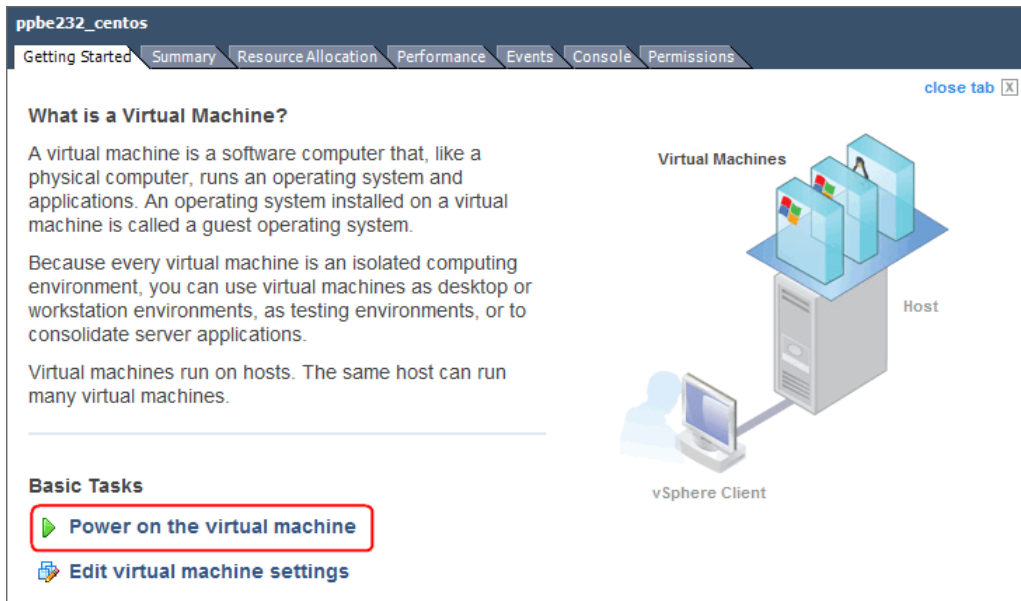 ppbe232_centos
Getting Started Summary Resource Allocation Performance Events Console Permissions
close tab X
What is a Virtual Machine?
A virtual machine is a software computer that, like a
physical computer, runs an operating system and
applications. An operating system installed on a virtual
machine is called a guest operating system.
Because every virtual machine is an isolated computing
environment, you can use virtual machines as desktop or
workstation environments, as testing environments, or to
consolidate server applications.
Virtual machines run on hosts. The same host can run
many virtual machines.
Virtual Machines
Host
vSphere Client
Basic Tasks
Power on the virtual machine
Edit virtual machine settings